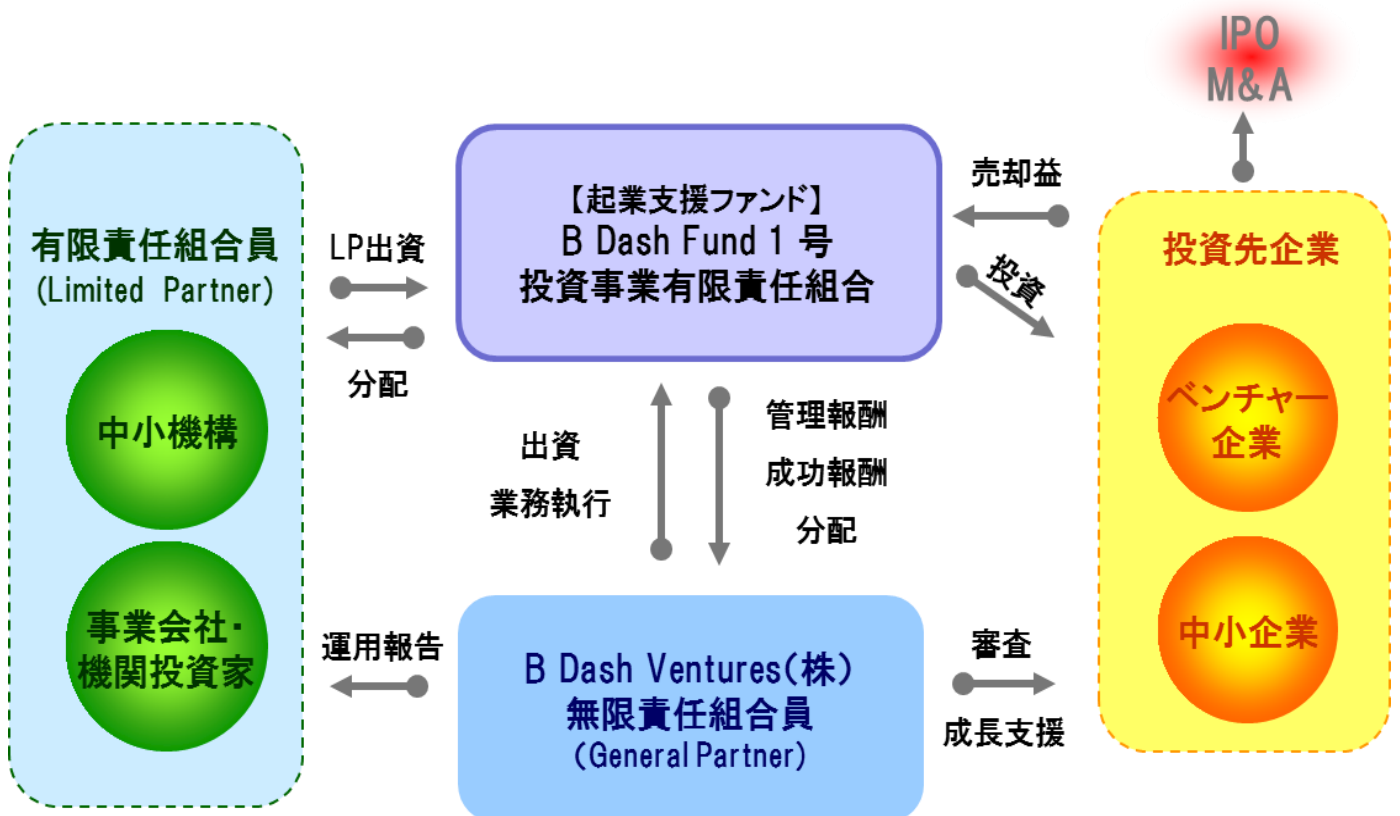 IPO
M&A
有限責任組合員
(Limited Partner)
中小機構
事業会社・
機関投資家
LP出資
分配
運用報告
【起業支援ファンド】
B Dash Fund 1 号
投資事業有限責任組合
出資
業務執行
管理報酬
成功報酬
分配
B Dash Ventures(株)
無限責任組合員
(General Partner)
売却益
投資
審査
成長支援
投資先企業
ベンチャー
企業
中小企業